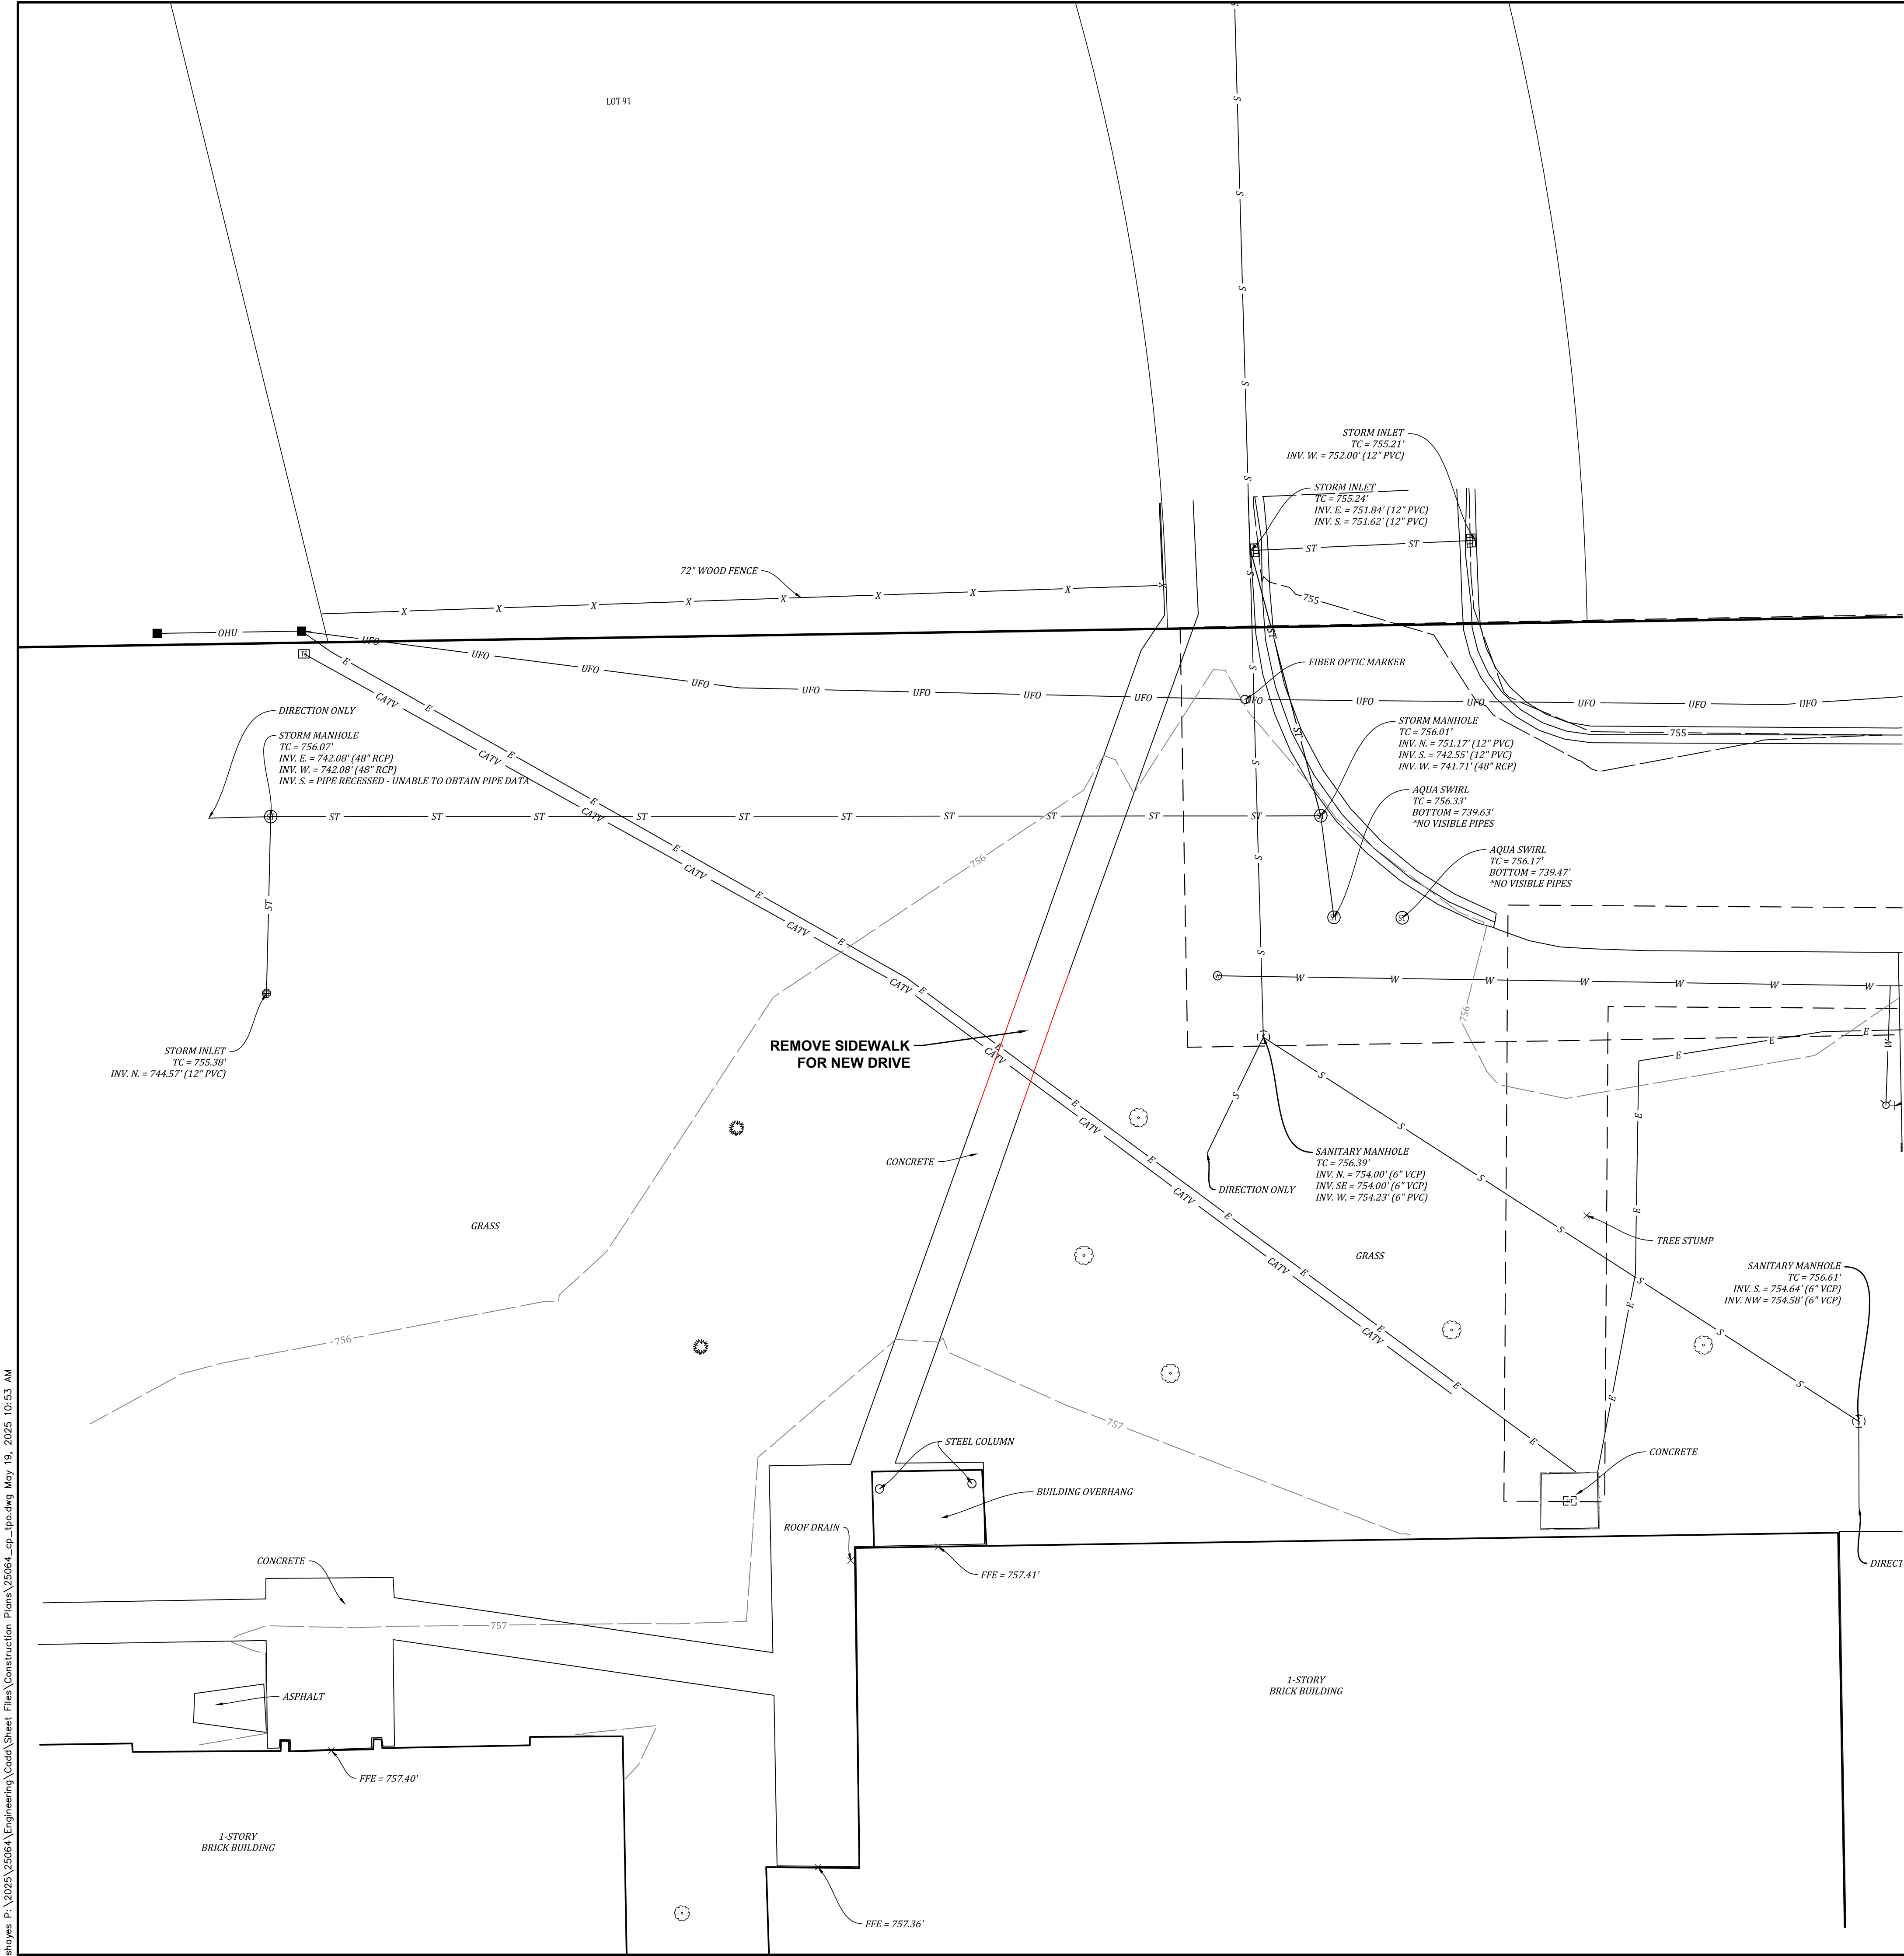 LOT 91
STORM INLET
TC = 755.21'
INV. W. = 752.00' (12" PVC)
STORM INLET
TC = 755.24'
INV. E. = 751.84' (12" PVC)
INV. S. = 751.62' (12" PVC)
72" WOOD FENCE
755
OHU
UFO
E
CATV
X
S
ST
W
FIBER OPTIC MARKER
DIRECTION ONLY
STORM MANHOLE
TC = 756.07'
INV. E. = 742.08' (48" RCP)
INV. W. = 742.08' (48" RCP)
INV. S. = PIPE RECESSED - UNABLE TO OBTAIN PIPE DATA
STORM MANHOLE
TC = 756.01'
INV. N. = 751.17' (12" PVC)
INV. S. = 742.55' (12" PVC)
INV. W. = 741.71' (48" RCP)
755
AQUA SWIRL
TC = 756.33'
BOTTOM = 739.63'
*NO VISIBLE PIPES
AQUA SWIRL
TC = 756.17'
BOTTOM = 739.47'
*NO VISIBLE PIPES
756
756
REMOVE SIDEWALK
FOR NEW DRIVE
STORM INLET
TC = 755.38'
INV. N. = 744.57' (12" PVC)
CONCRETE
DIRECTION ONLY
SANITARY MANHOLE
TC = 756.39'
INV. N. = 754.00' (6" VCP)
INV. SE = 754.00' (6" VCP)
INV. W. = 754.23' (6" PVC)
GRASS
GRASS
TREE STUMP
SANITARY MANHOLE
TC = 756.61'
INV. S. = 754.64' (6" VCP)
INV. NW = 754.58' (6" VCP)
756
757
STEEL COLUMN
CONCRETE
BUILDING OVERHANG
ROOF DRAIN
CONCRETE
FFE = 757.41'
DIRECT
757
1-STORY
BRICK BUILDING
ASPHALT
FFE = 757.40'
1-STORY
BRICK BUILDING
FFE = 757.36'
shayes P:\2025\25064\Engineering\Cadd\Sheet Files\Construction Plans\25064_cp_tpo.dwg May 19, 2025 10:53 AM